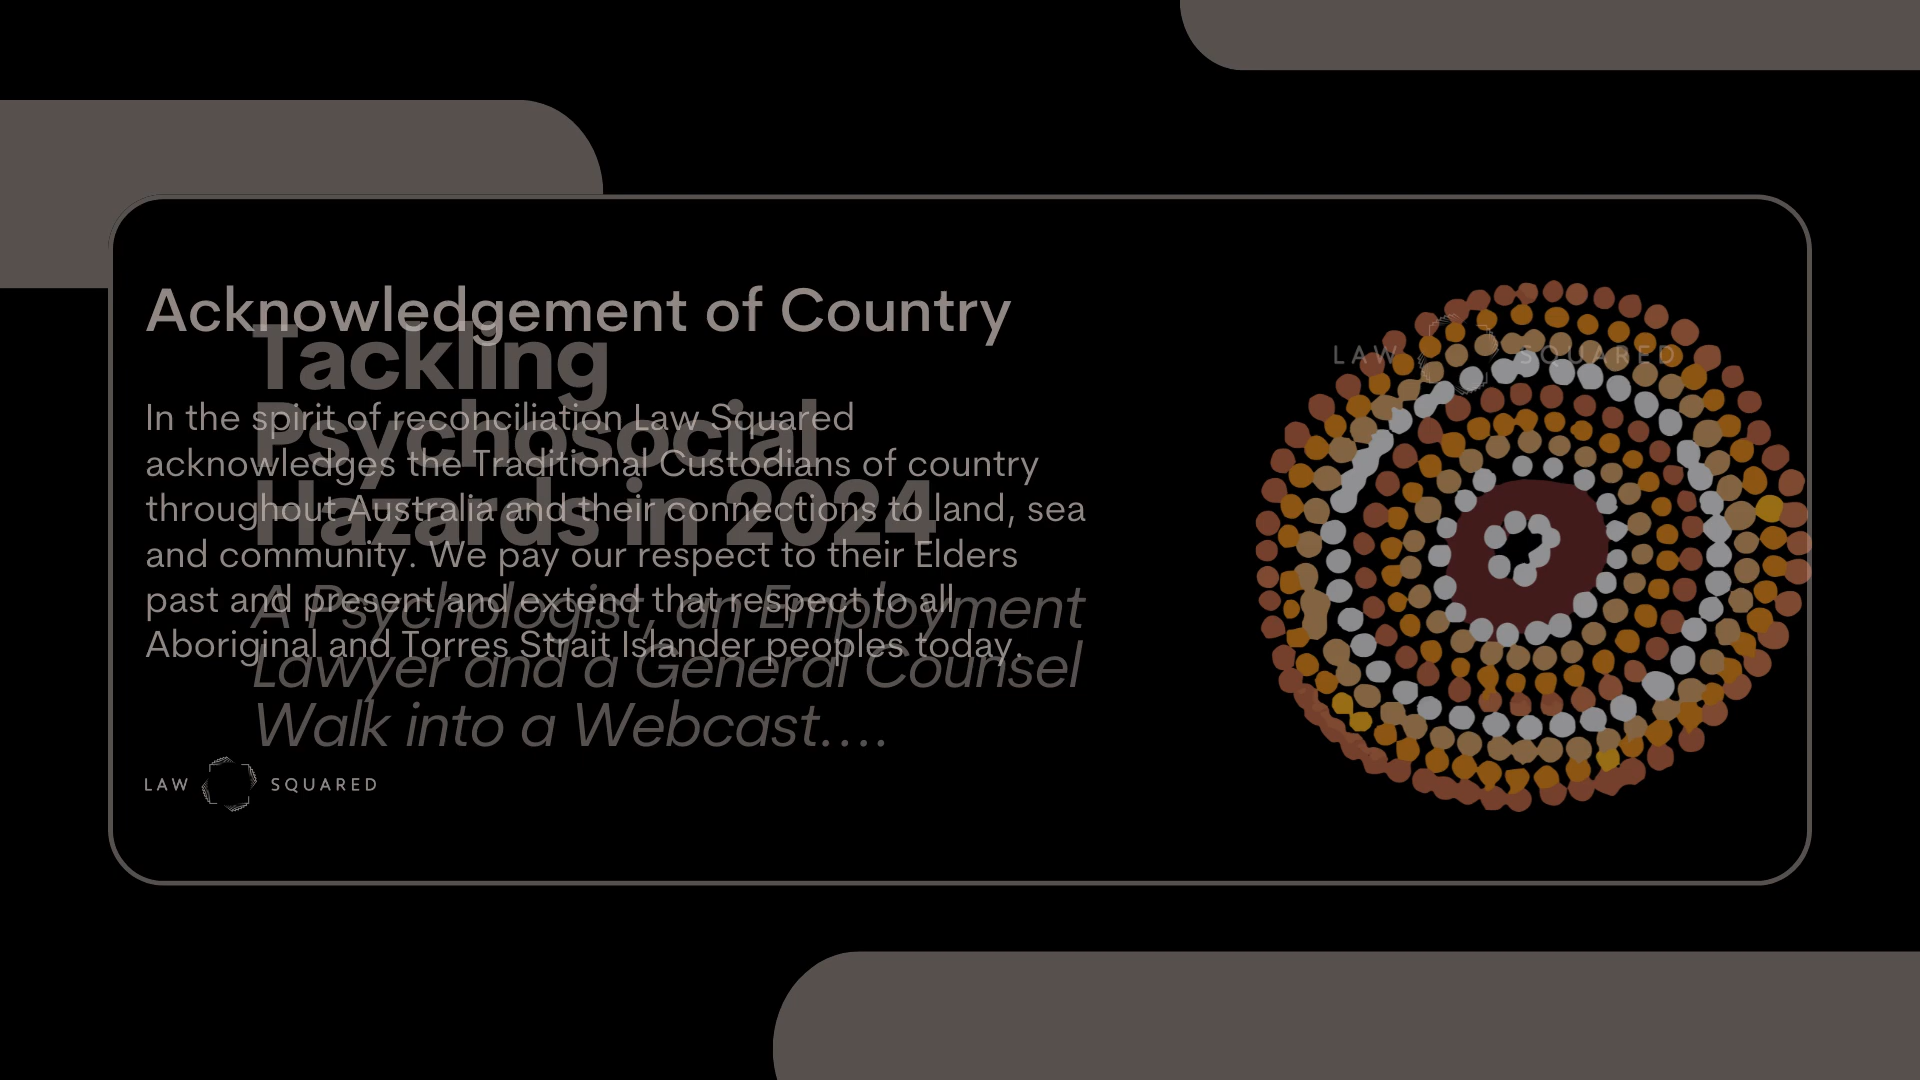 Acknowledgement of Country
In the spirit of reconciliation Law Squared
acknowledges the Traditional Custodians of country
throughout Australia and their connections to land, sea
and community. We pay our respect to their Elders
past and present and extend that respect to all
Aboriginal and Torres Strait Islander peoples today.
LAW SQUARED
Tackling
Psychosocial
Hazards in 2024
A Psychologist, an Employment
Lawyer and a General Counsel
Walk into a Webcast....
LAW SQUARED